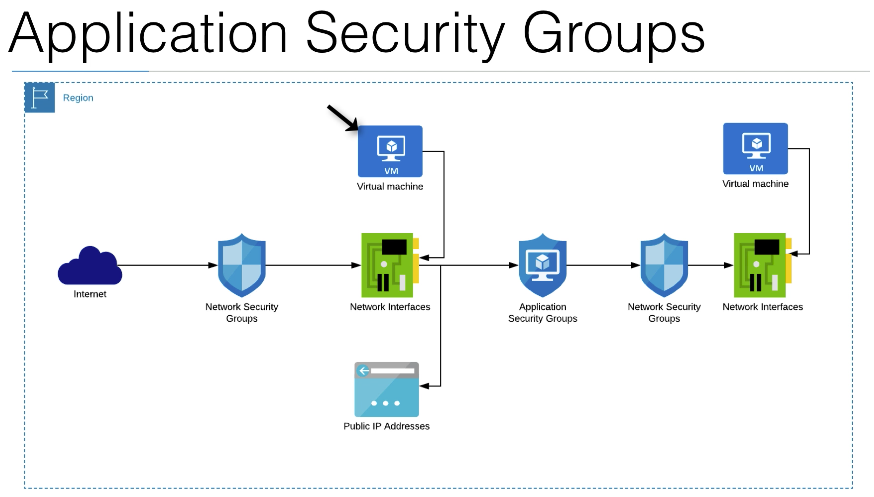 Application Security Groups
Region
VM
Virtual machine
VM
Virtual machine
Internet
Network Security
Groups
Network Interfaces
Application
Security Groups
Network Security
Groups
Network Interfaces
Public IP Addresses